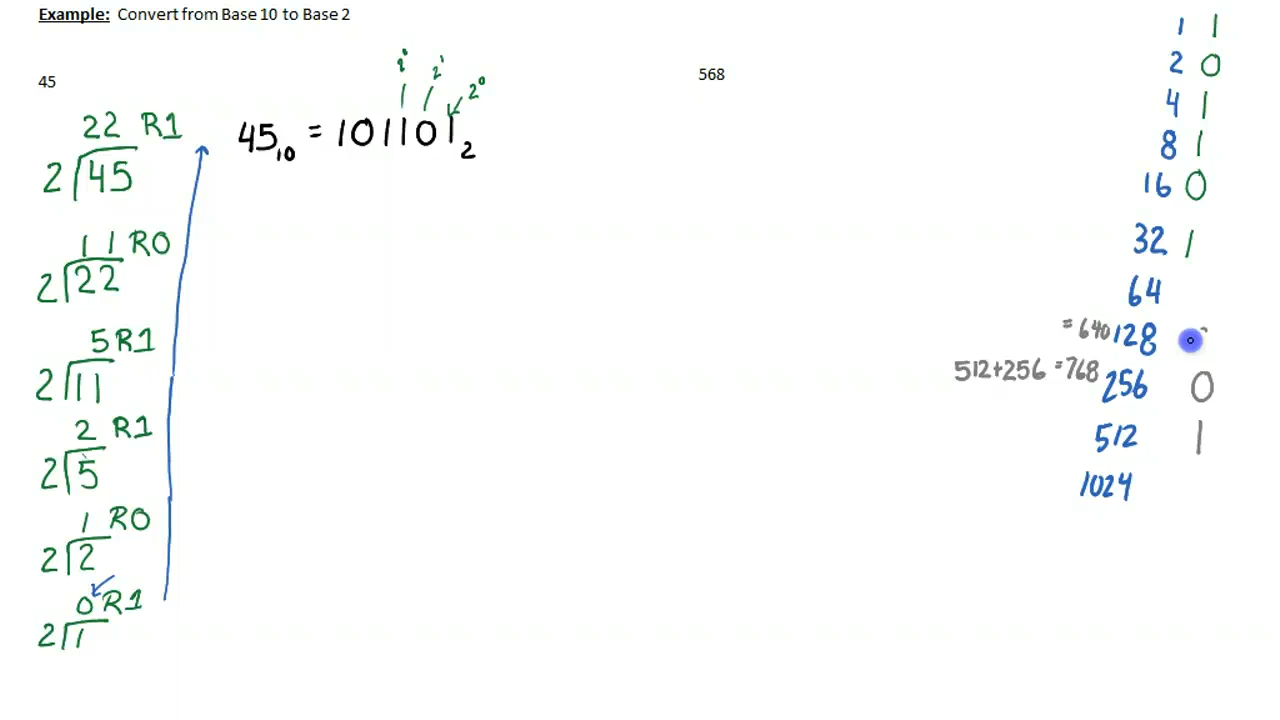 Example: Convert from Base 10 to Base 2
45
22 R1
2 45
11 R0
2 22
5 R1
2 11
2 R1
2 5
1 R0
2 2
0 R1
2 1
2¹ 2⁰
45₁₀ = 101101₂
568
1 1
2 0
4 1
8 1
16 0
32 1
64
= 640 128
512+256 = 768 256 0
512 1
1024